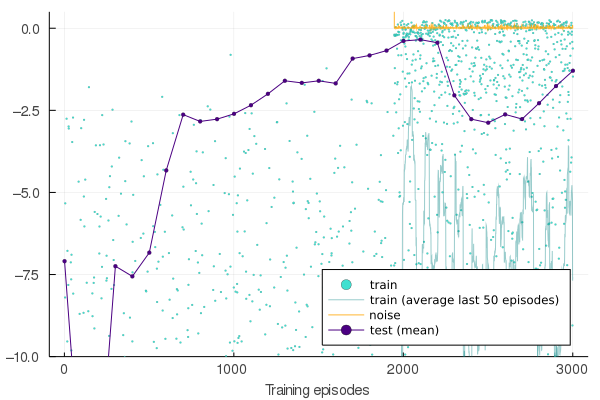 0.0
−2.5
−5.0
−7.5
−10.0
0
1000
2000
3000
Training episodes
train
train (average last 50 episodes)
noise
test (mean)